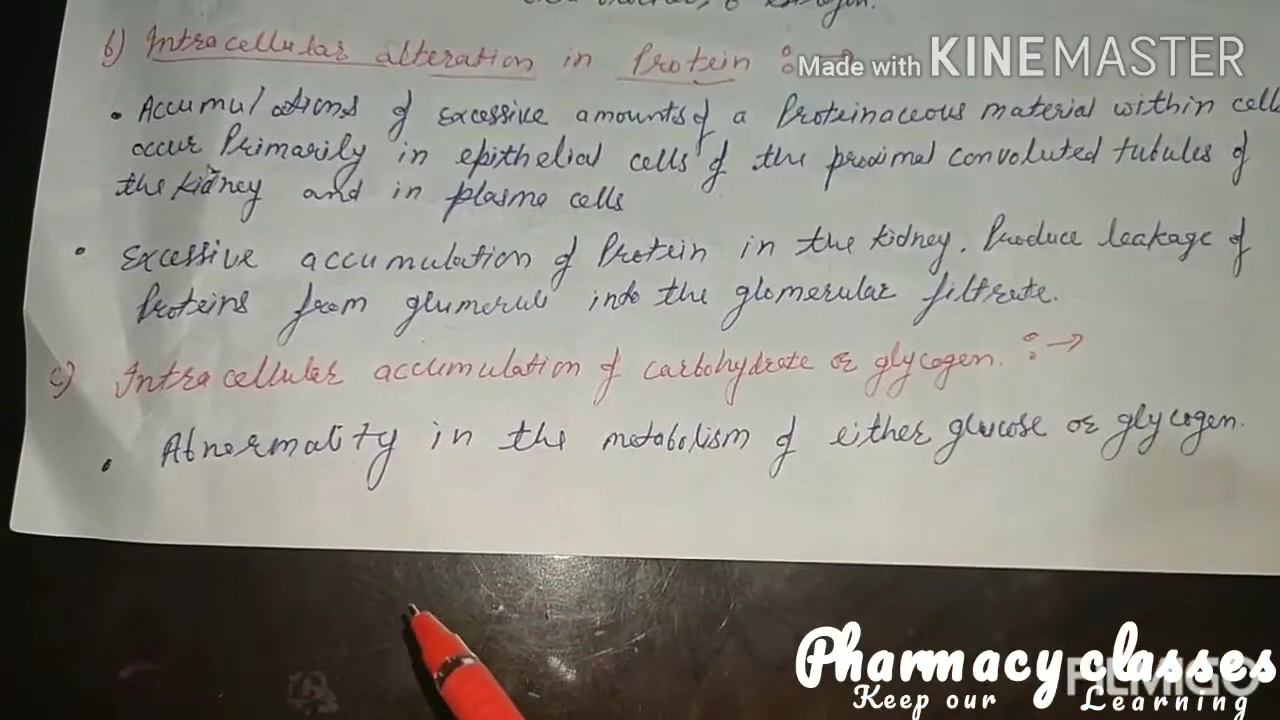 b) Intracellular alteration in Protein :→
Made with KINEMASTER
• Accumulations of excessive amounts of a Proteinaceous material within cell
occur Primarily in epithelial cells of the proximal convoluted tubules of
the kidney and in plasma cells
• Excessive accumulation of Protein in the kidney. Produce leakage of
Proteins from glumeruli into the glomerular filtrate.
c) Intracellular accumulation of carbohydrate or glycogen. :→
• Abnormality in the metabolism of either glucose or glycogen.
Pharmacy classes
FILMIGO
Keep our Learning